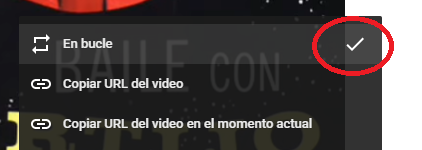 En bucle
BAILE CON
Copiar URL del video
Copiar URL del video en el momento actual